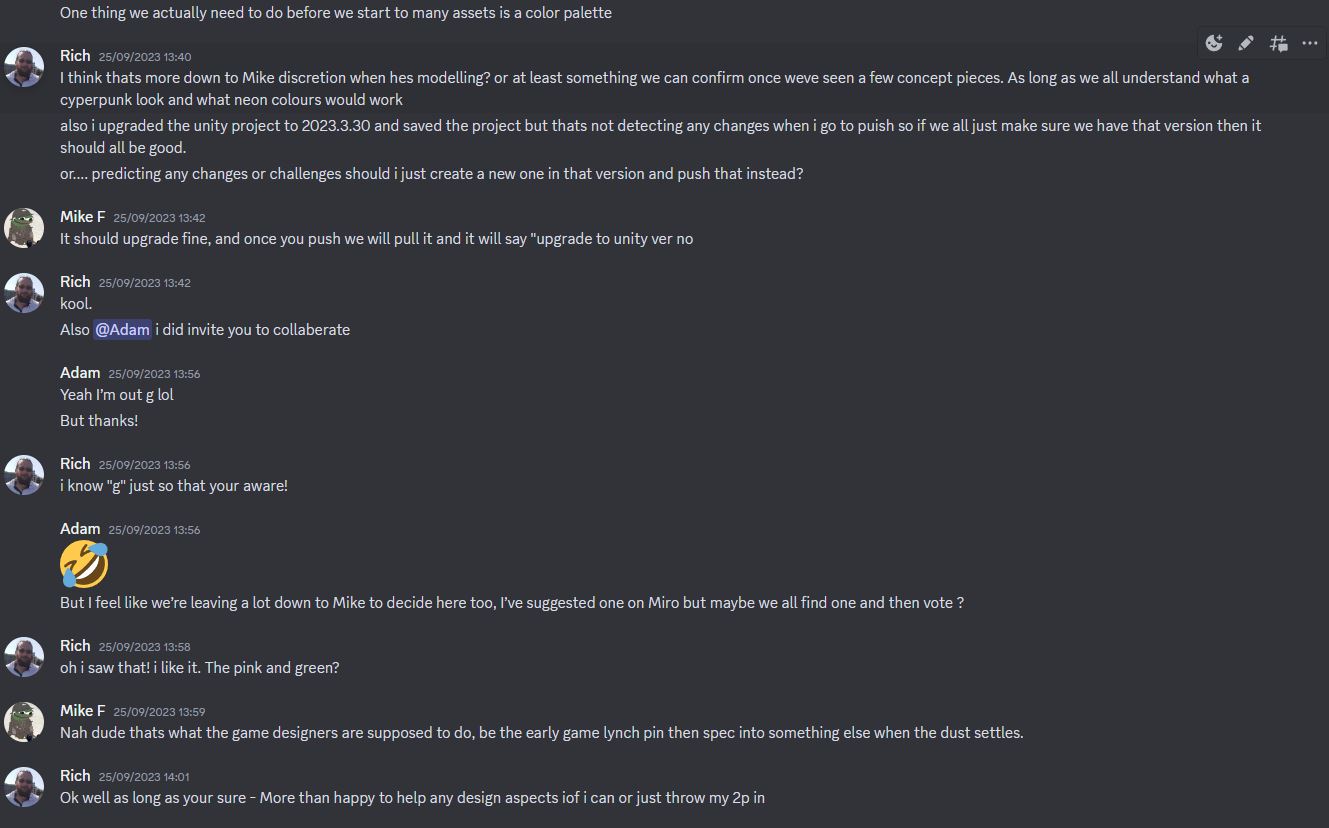 One thing we actually need to do before we start to many assets is a color palette
Rich 25/09/2023 13:40
I think thats more down to Mike discretion when hes modelling? or at least something we can confirm once weve seen a few concept pieces. As long as we all understand what a
cyperpunk look and what neon colours would work
also i upgraded the unity project to 2023.3.30 and saved the project but thats not detecting any changes when i go to puish so if we all just make sure we have that version then it
should all be good.
or.... predicting any changes or challenges should i just create a new one in that version and push that instead?
Mike F 25/09/2023 13:42
It should upgrade fine, and once you push we will pull it and it will say "upgrade to unity ver no
Rich 25/09/2023 13:42
kool.
Also @Adam i did invite you to collaberate
Adam 25/09/2023 13:56
Yeah I’m out g lol
But thanks!
Rich 25/09/2023 13:56
i know "g" just so that your aware!
Adam 25/09/2023 13:56
But I feel like we’re leaving a lot down to Mike to decide here too, I’ve suggested one on Miro but maybe we all find one and then vote ?
Rich 25/09/2023 13:58
oh i saw that! i like it. The pink and green?
Mike F 25/09/2023 13:59
Nah dude thats what the game designers are supposed to do, be the early game lynch pin then spec into something else when the dust settles.
Rich 25/09/2023 14:01
Ok well as long as your sure - More than happy to help any design aspects iof i can or just throw my 2p in